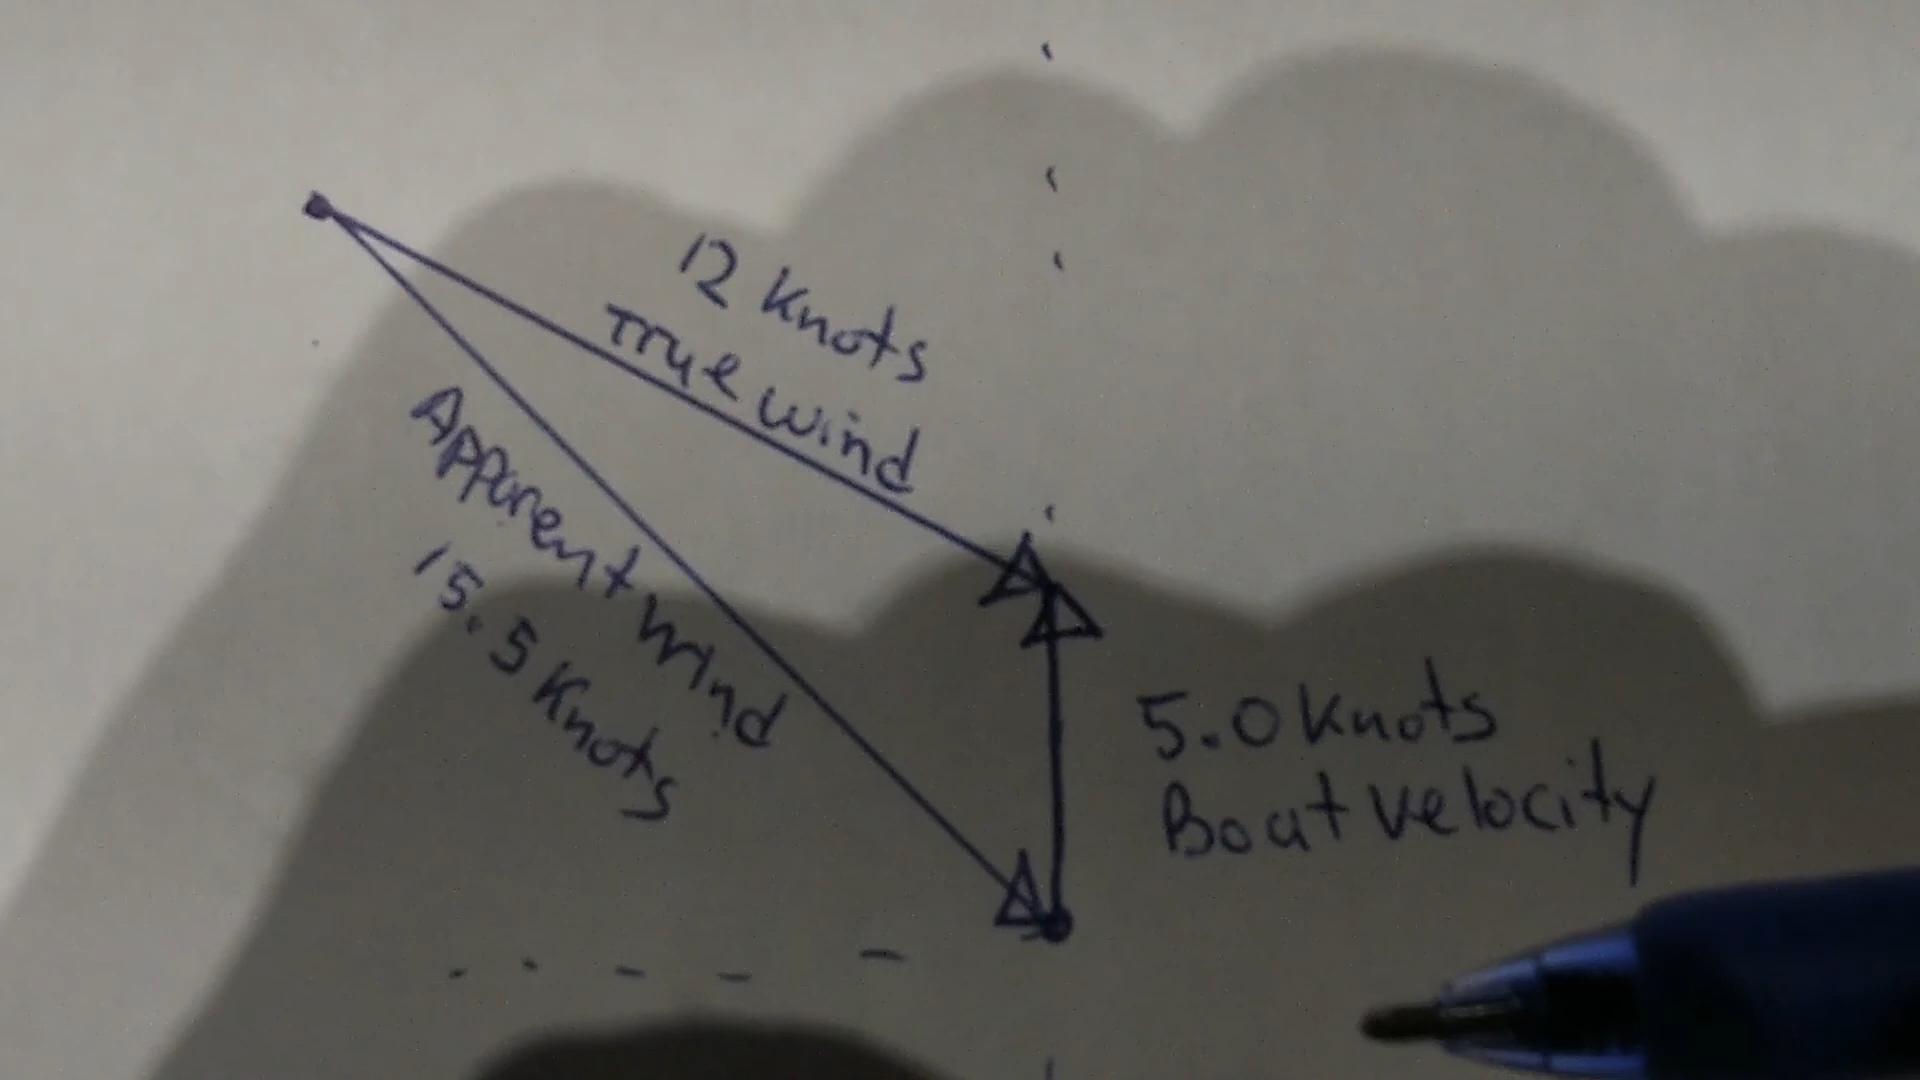 12 Knots
True wind
Apparent wind
15.5 Knots
5.0 Knots
Boat velocity